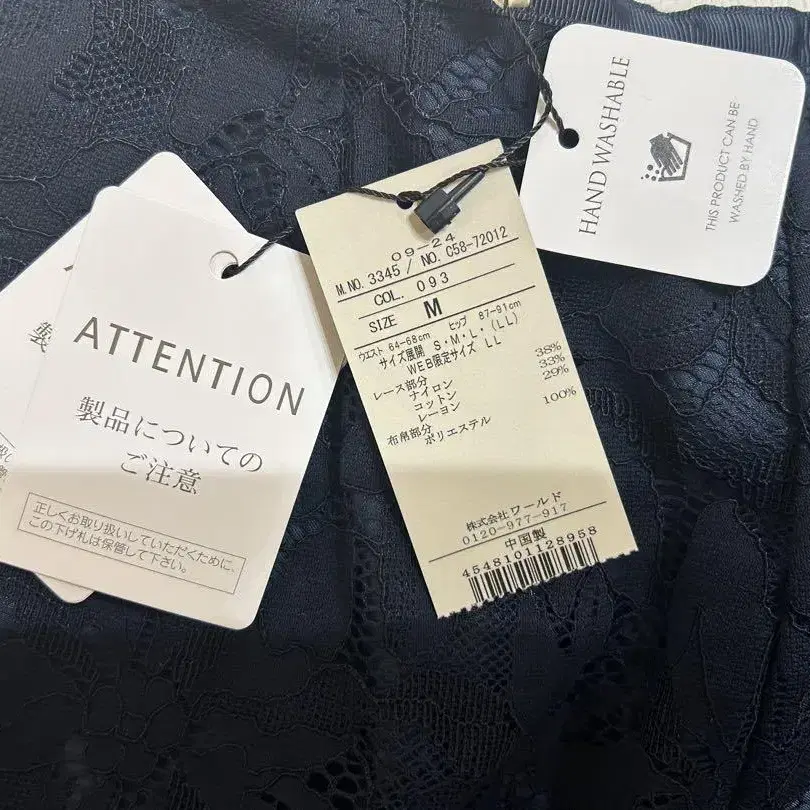 HAND WASHABLE
THIS PRODUCT CAN BE
WASHED BY HAND
09-24
M.NO. 3345 / NO. C58-72012
COL. 093
SIZE M
ウエスト 64-68cm ヒップ 87-91cm
サイズ展開 S・M・L・(LL)
WEB限定サイズ LL
レース部分
ナイロン 38%
コットン 33%
レーヨン 29%
布帛部分
ポリエステル 100%
株式会社ワールド
0120-977-917
中国製
4548101128958
ATTENTION
製品についての
ご注意
正しくお取り扱いしていただくために、
この下げ札は保管して下さい。
製